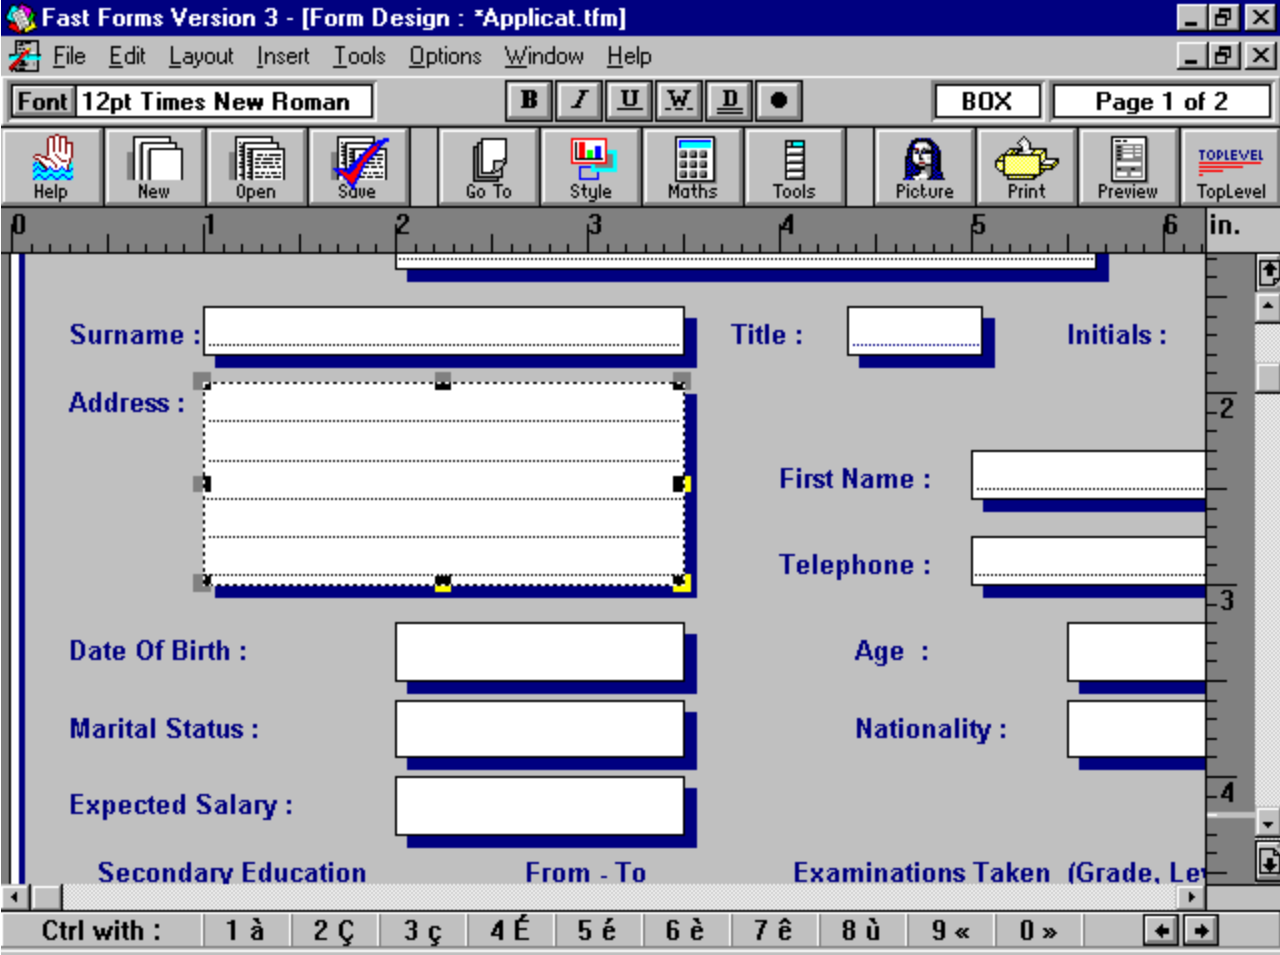 Fast Forms Version 3 - [Form Design : *Applicat.tfm]
File Edit Layout Insert Tools Options Window Help
Font 12pt Times New Roman B I U W D BOX Page 1 of 2
TOPLEVEL
Help New Open Save Go To Style Maths Tools Picture Print Preview TopLevel
0 1 2 3 4 5 6 in.
Surname : Title : Initials :
Address :
2
First Name :
Telephone :
3
Date Of Birth : Age :
Marital Status : Nationality :
4
Expected Salary :
Secondary Education From - To Examinations Taken (Grade, Lev
Ctrl with : 1 à 2 Ç 3 ç 4 É 5 é 6 è 7 ê 8 ù 9 « 0 »